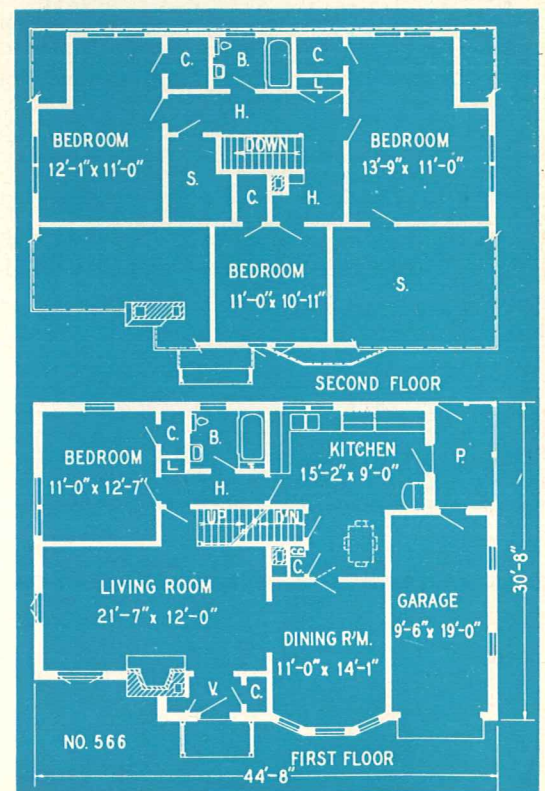 C.
B.
C.
L.
H.
BEDROOM
12'-1" x 11'-0"
DOWN
BEDROOM
13'-9" x 11'-0"
S.
C.
H.
BEDROOM
11'-0" x 10'-11"
S.
SECOND FLOOR
C.
B.
BEDROOM
11'-0" x 12'-7"
L.
H.
KITCHEN
15'-2" x 9'-0"
P.
UP
D'N
C.
LIVING ROOM
21'-7" x 12'-0"
DINING R'M.
11'-0" x 14'-1"
GARAGE
9'-6" x 19'-0"
30'-8"
V.
C.
NO. 566
FIRST FLOOR
44'-8"